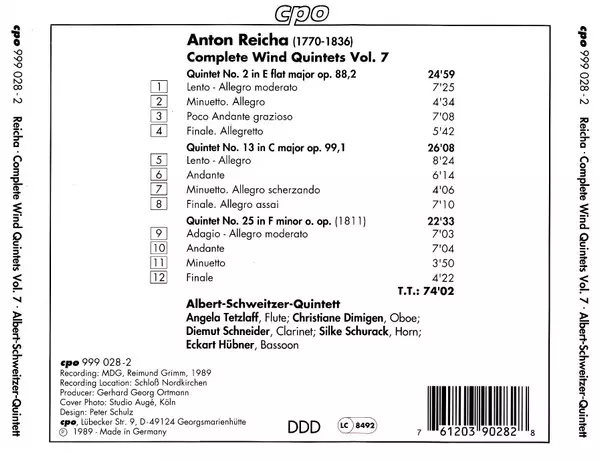 cpo
cpo 999 028-2
Reicha · Complete Wind Quintets Vol. 7 · Albert-Schweitzer-Quintett
Anton Reicha (1770-1836)
Complete Wind Quintets Vol. 7
Quintet No. 2 in E flat major op. 88,2 24'59
1 Lento - Allegro moderato 7'25
2 Minuetto. Allegro 4'34
3 Poco Andante grazioso 7'08
4 Finale. Allegretto 5'42
Quintet No. 13 in C major op. 99,1 26'08
5 Lento - Allegro 8'24
6 Andante 6'14
7 Minuetto. Allegro scherzando 4'06
8 Finale. Allegro assai 7'10
Quintet No. 25 in F minor o. op. (1811) 22'33
9 Adagio - Allegro moderato 7'03
10 Andante 7'04
11 Minuetto 3'50
12 Finale 4'22
T.T.: 74'02
Albert-Schweitzer-Quintett
Angela Tetzlaff, Flute; Christiane Dimigen, Oboe;
Diemut Schneider, Clarinet; Silke Schurack, Horn;
Eckart Hübner, Bassoon
cpo 999 028-2
Recording: MDG, Reimund Grimm, 1989
Recording Location: Schloß Nordkirchen
Producer: Gerhard Georg Ortmann
Cover Photo: Studio Augè, Köln
Design: Peter Schulz
cpo, Lübecker Str. 9, D-49124 Georgsmarienhütte
℗ 1989 - Made in Germany
DDD
LC 8492
7 61203 90282 8
cpo 999 028-2
Reicha · Complete Wind Quintets Vol. 7 · Albert-Schweitzer-Quintett